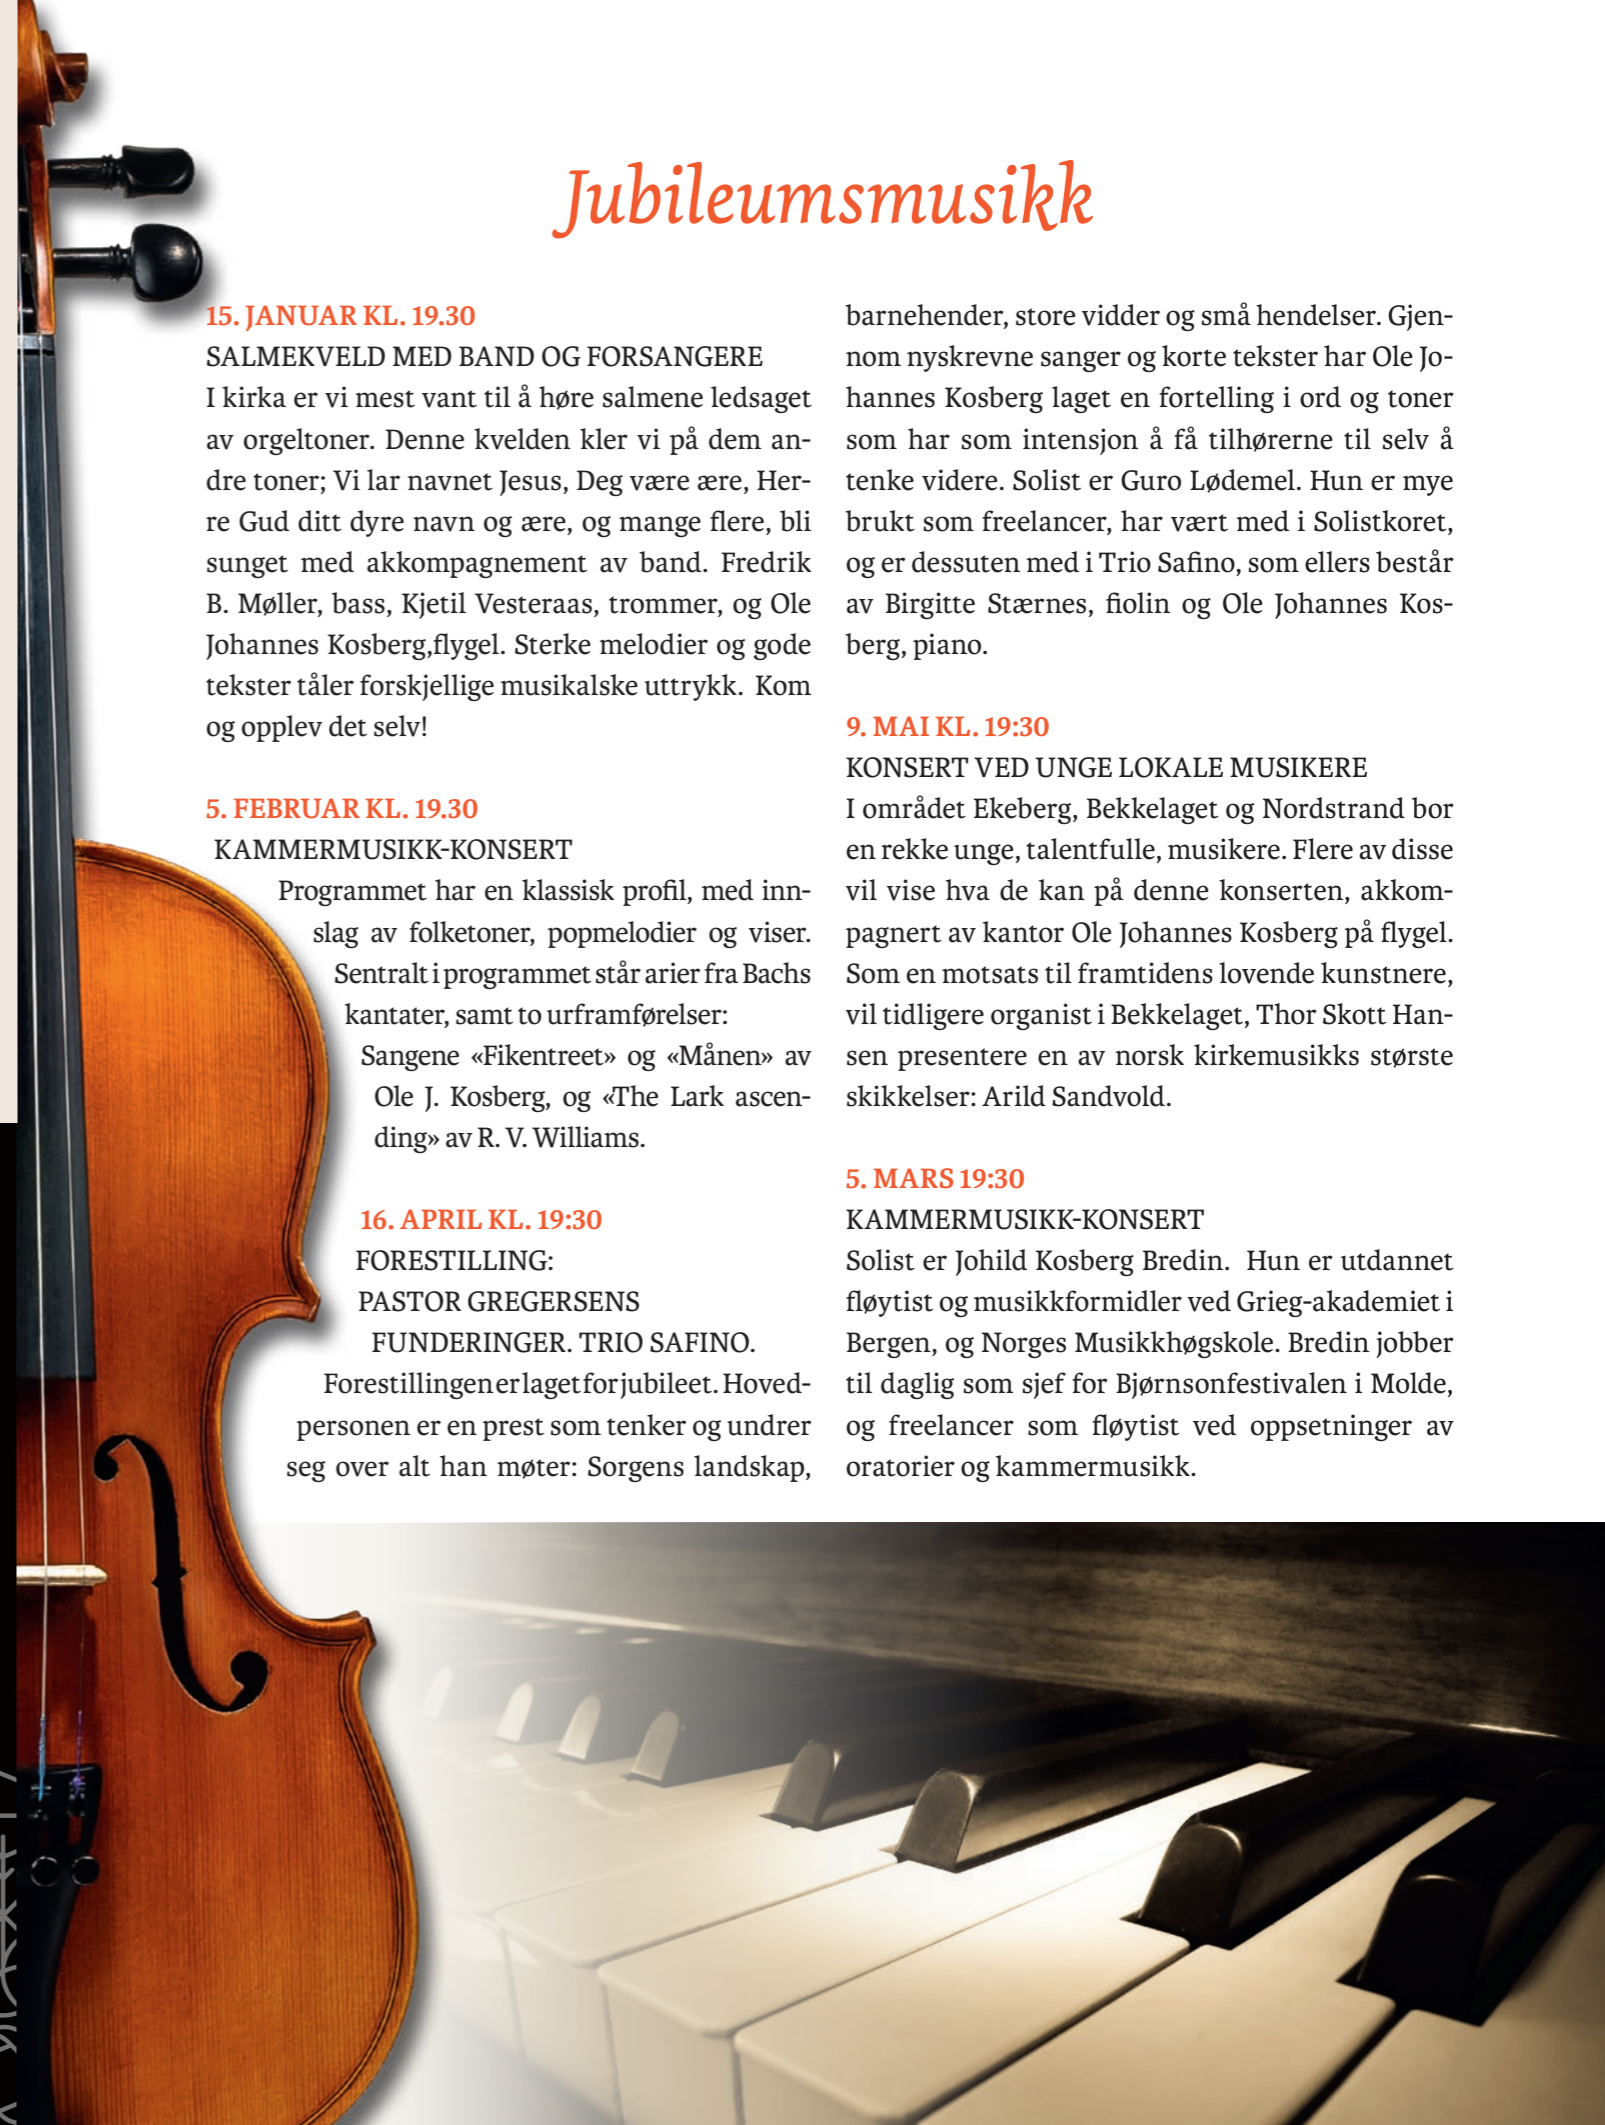 Jubileumsmusikk
15. JANUAR KL. 19.30
SALMEKVELD MED BAND OG FORSANGERE
I kirka er vi mest vant til å høre salmene ledsaget
av orgeltoner. Denne kvelden kler vi på dem an-
dre toner; Vi lar navnet Jesus, Deg være ære, Her-
re Gud ditt dyre navn og ære, og mange flere, bli
sunget med akkompagnement av band. Fredrik
B. Møller, bass, Kjetil Vesteraas, trommer, og Ole
Johannes Kosberg,flygel. Sterke melodier og gode
tekster tåler forskjellige musikalske uttrykk. Kom
og opplev det selv!
5. FEBRUAR KL. 19.30
KAMMERMUSIKK-KONSERT
Programmet har en klassisk profil, med inn-
slag av folketoner, popmelodier og viser.
Sentralt i programmet står arier fra Bachs
kantater, samt to urframførelser:
Sangene «Fikentreet» og «Månen» av
Ole J. Kosberg, og «The Lark ascen-
ding» av R. V. Williams.
16. APRIL KL. 19:30
FORESTILLING:
PASTOR GREGERSENS
FUNDERINGER. TRIO SAFINO.
Forestillingen er laget for jubileet. Hoved-
personen er en prest som tenker og undrer
seg over alt han møter: Sorgens landskap,
barnehender, store vidder og små hendelser. Gjen-
nom nyskrevne sanger og korte tekster har Ole Jo-
hannes Kosberg laget en fortelling i ord og toner
som har som intensjon å få tilhørerne til selv å
tenke videre. Solist er Guro Lødemel. Hun er mye
brukt som freelancer, har vært med i Solistkoret,
og er dessuten med i Trio Safino, som ellers består
av Birgitte Stærnes, fiolin og Ole Johannes Kos-
berg, piano.
9. MAI KL. 19:30
KONSERT VED UNGE LOKALE MUSIKERE
I området Ekeberg, Bekkelaget og Nordstrand bor
en rekke unge, talentfulle, musikere. Flere av disse
vil vise hva de kan på denne konserten, akkom-
pagnert av kantor Ole Johannes Kosberg på flygel.
Som en motsats til framtidens lovende kunstnere,
vil tidligere organist i Bekkelaget, Thor Skott Han-
sen presentere en av norsk kirkemusikks største
skikkelser: Arild Sandvold.
5. MARS 19:30
KAMMERMUSIKK-KONSERT
Solist er Johild Kosberg Bredin. Hun er utdannet
fløytist og musikkformidler ved Grieg-akademiet i
Bergen, og Norges Musikkhøgskole. Bredin jobber
til daglig som sjef for Bjørnsonfestivalen i Molde,
og freelancer som fløytist ved oppsetninger av
oratorier og kammermusikk.